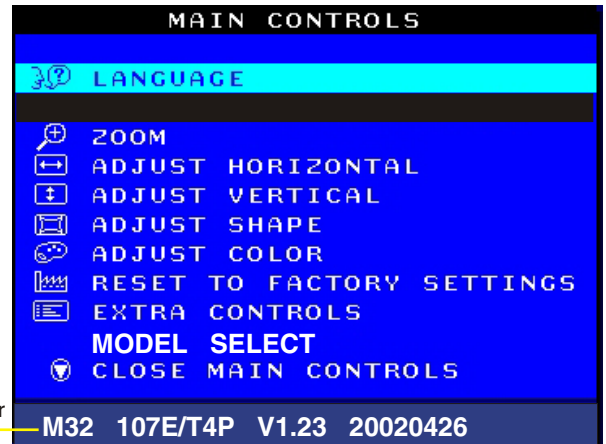 MAIN CONTROLS
LANGUAGE
ZOOM
ADJUST HORIZONTAL
ADJUST VERTICAL
ADJUST SHAPE
ADJUST COLOR
RESET TO FACTORY SETTINGS
EXTRA CONTROLS
MODEL SELECT
CLOSE MAIN CONTROLS
M32 107E/T4P V1.23 20020426